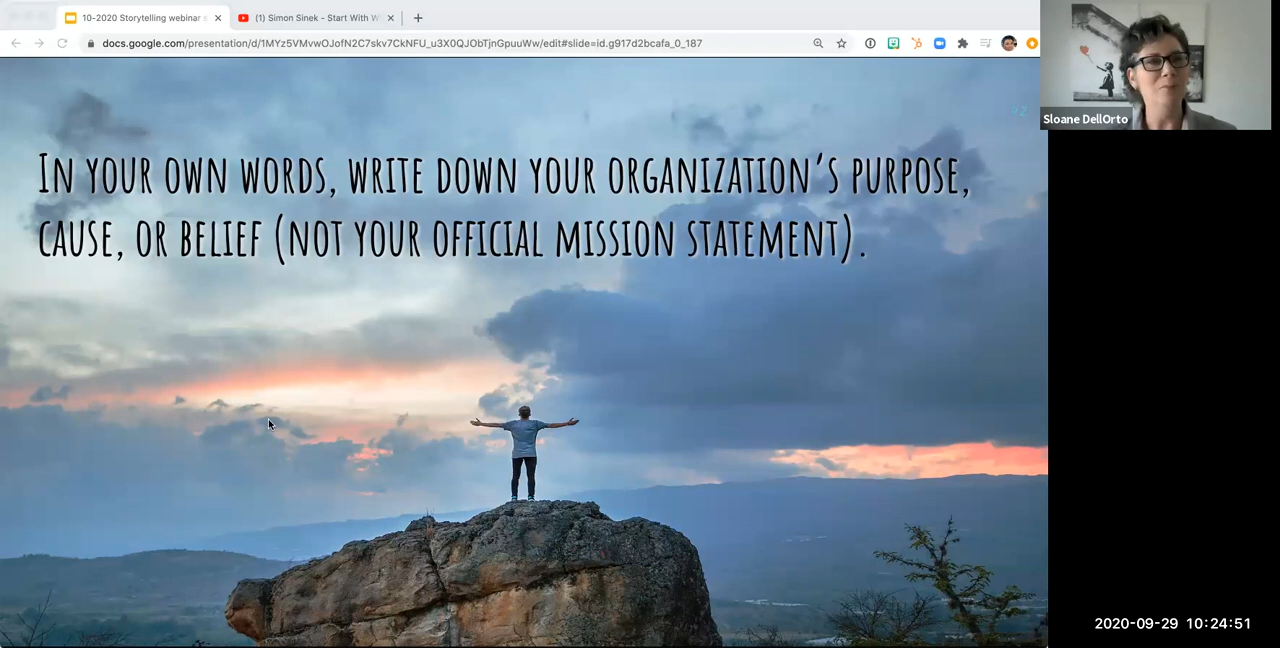 10-2020 Storytelling webinar s
(1) Simon Sinek - Start With W
docs.google.com/presentation/d/1MYz5VMvwOJofN2C7skv7CkNFU_u3X0QJObTjnGpuuWw/edit#slide=id.g917d2bcafa_0_187
Sloane DellOrto
In your own words, write down your organization's purpose,
cause, or belief (not your official mission statement).
2020-09-29 10:24:51